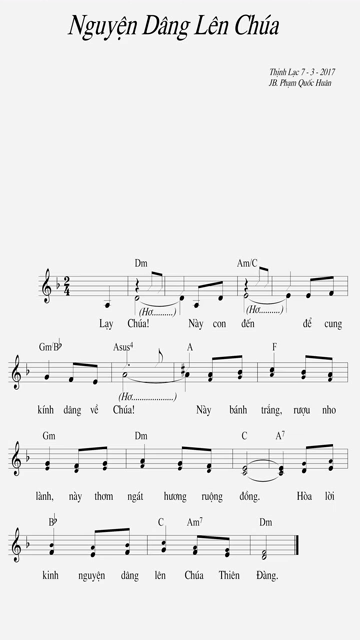 Nguyện Dâng Lên Chúa
Thịnh Lạc 7 - 3 - 2017
JB. Phạm Quốc Huân
Dm Am/C
2/4
(Hơ..........) (Hơ..........)
Lạy Chúa! Này con đến để cung
Gm/B♭ Asus4 A F
(Hơ....................)
kính dâng về Chúa! Này bánh trắng, rượu nho
Gm Dm C A7
lành, này thơm ngát hương ruộng đồng. Hòa lời
B♭ F C Am7 Dm
kinh nguyện dâng lên Chúa Thiên Đàng.